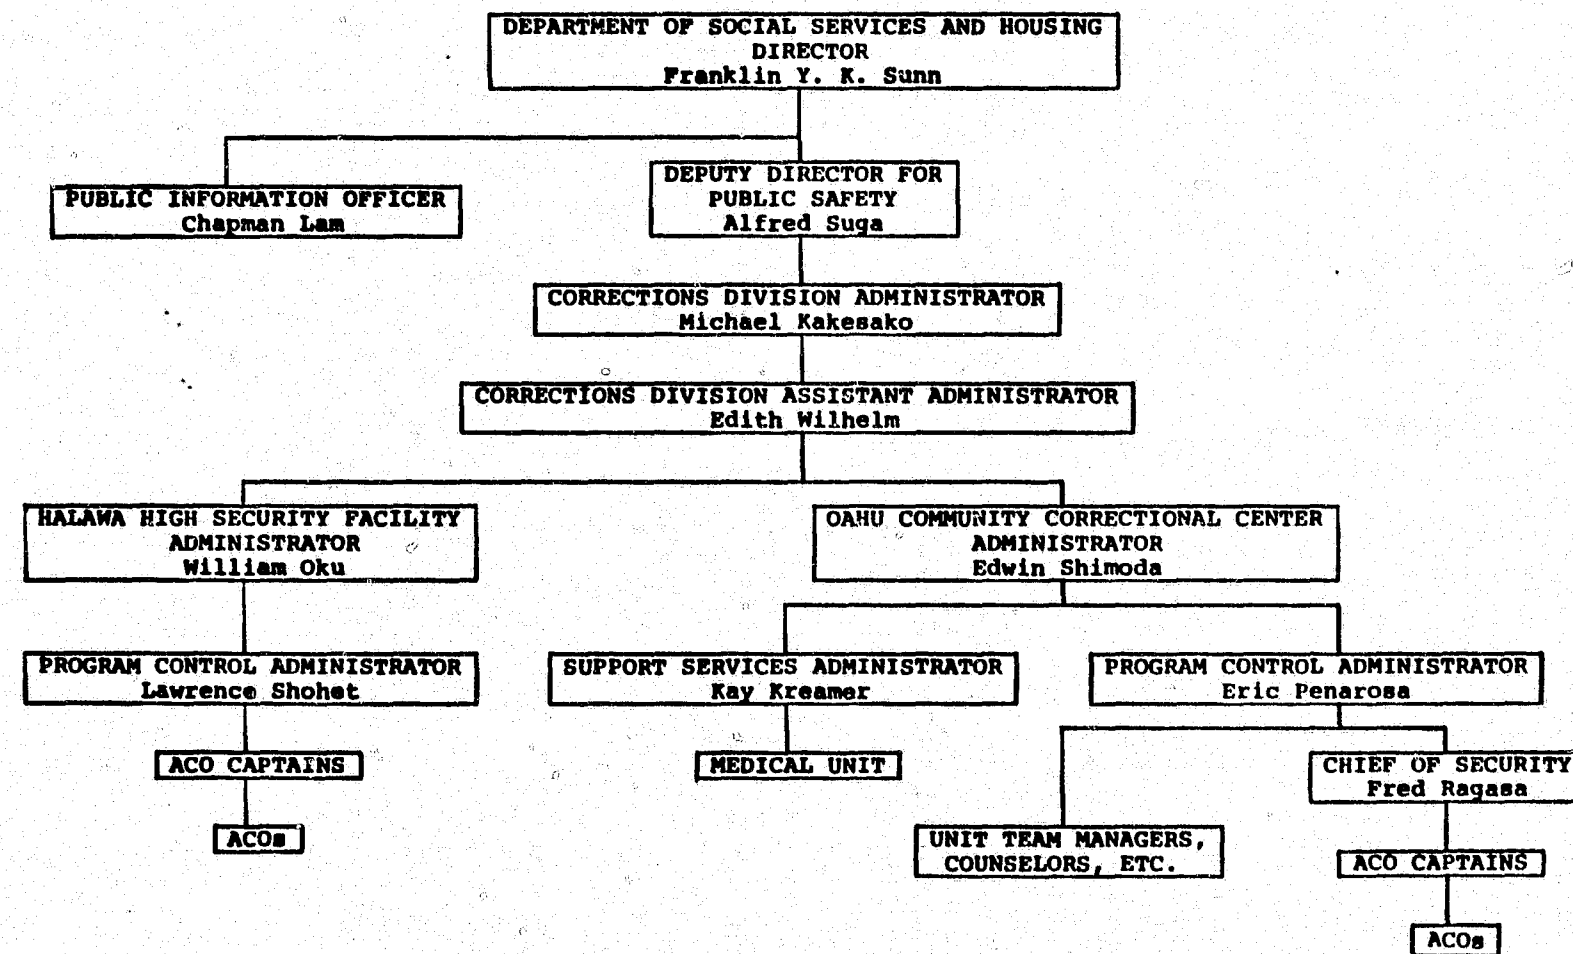 DEPARTMENT OF SOCIAL SERVICES AND HOUSING
DIRECTOR
Franklin Y. K. Sunn
PUBLIC INFORMATION OFFICER
Chapman Lam
DEPUTY DIRECTOR FOR
PUBLIC SAFETY
Alfred Suga
CORRECTIONS DIVISION ADMINISTRATOR
Michael Kakesako
CORRECTIONS DIVISION ASSISTANT ADMINISTRATOR
Edith Wilhelm
HALAWA HIGH SECURITY FACILITY
ADMINISTRATOR
William Oku
OAHU COMMUNITY CORRECTIONAL CENTER
ADMINISTRATOR
Edwin Shimoda
PROGRAM CONTROL ADMINISTRATOR
Lawrence Shohet
SUPPORT SERVICES ADMINISTRATOR
Kay Kreamer
PROGRAM CONTROL ADMINISTRATOR
Eric Penarosa
ACO CAPTAINS
MEDICAL UNIT
CHIEF OF SECURITY
Fred Ragasa
ACOs
UNIT TEAM MANAGERS,
COUNSELORS, ETC.
ACO CAPTAINS
ACOs